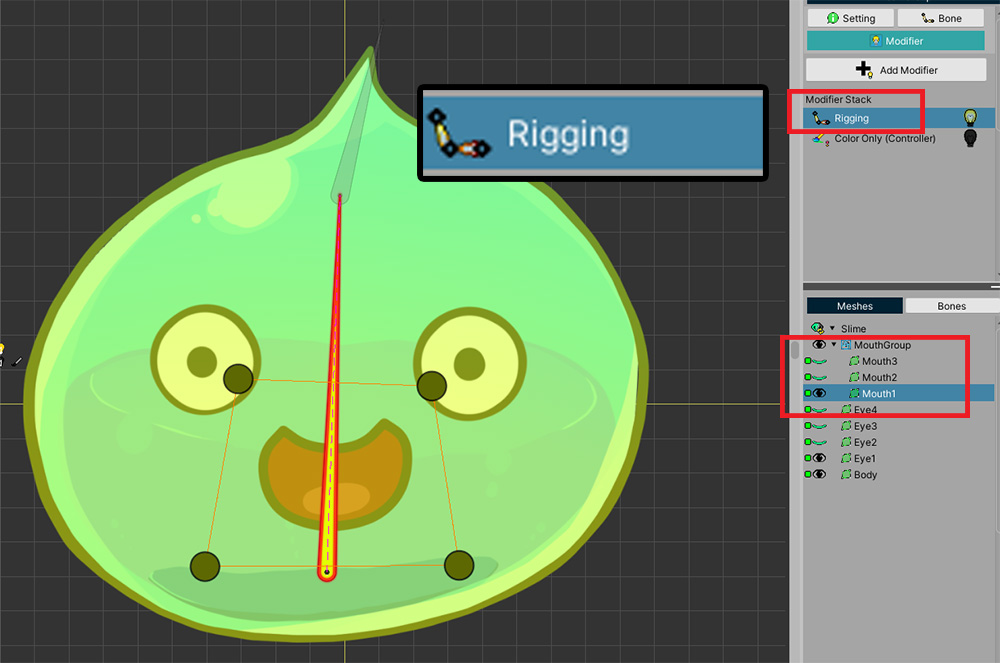 Setting
Bone
Modifier
Add Modifier
Modifier Stack
Rigging
Color Only (Controller)
Rigging
Meshes
Bones
Slime
MouthGroup
Mouth3
Mouth2
Mouth1
Eye4
Eye3
Eye2
Eye1
Body